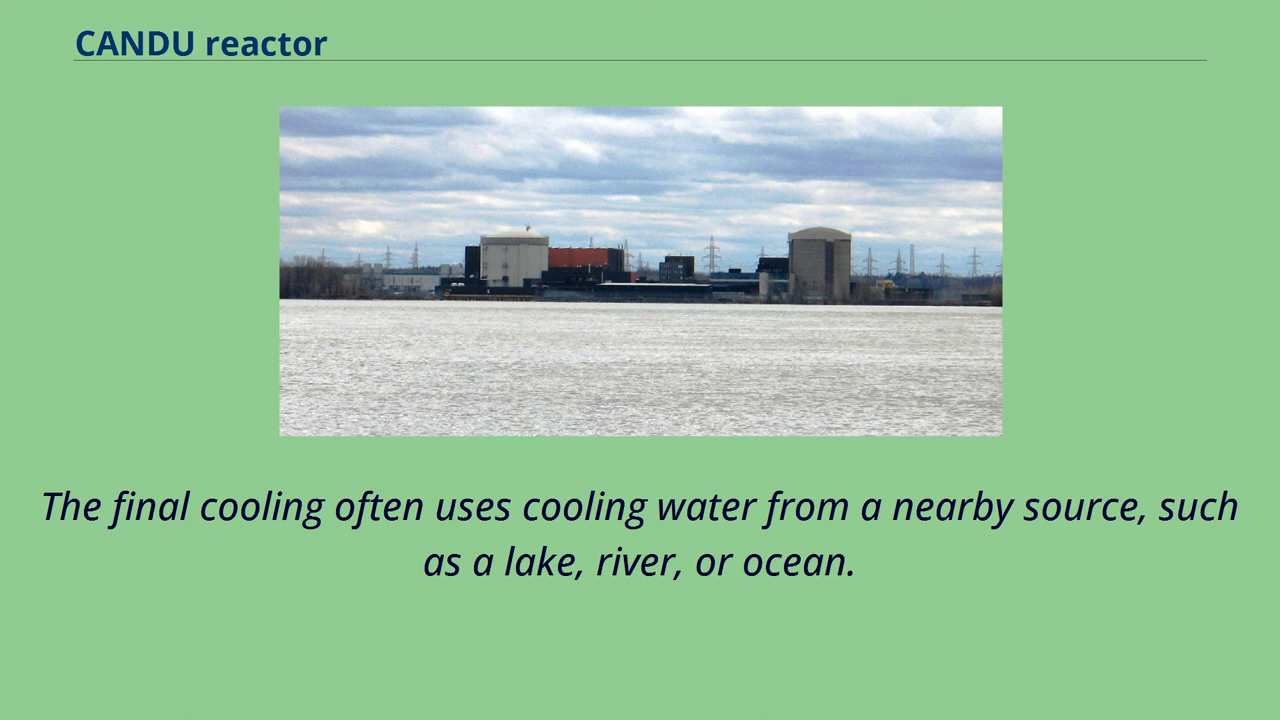 CANDU reactor
The final cooling often uses cooling water from a nearby source, such
as a lake, river, or ocean.